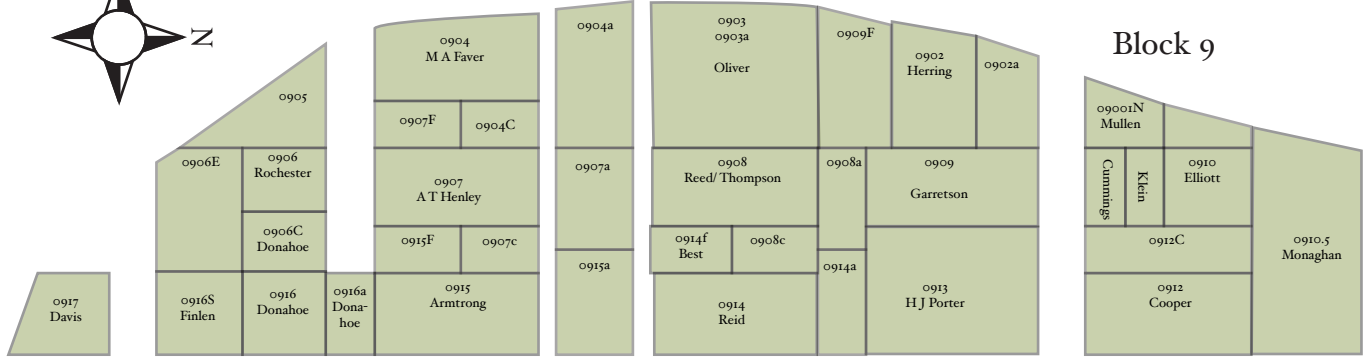 N
Block 9
0917
Davis
0905
0906E
0906
Rochester
0906C
Donahoe
0916S
Finlen
0916
Donahoe
0916a
Dona-
hoe
0904
M A Faver
0907F
0904C
0907
A T Henley
0915F
0907c
0915
Armtrong
0904a
0907a
0915a
0903
0903a
Oliver
0909F
0902
Herring
0902a
0908
Reed/ Thompson
0908a
0909
Garretson
0914f
Best
0908c
0914a
0914
Reid
0913
H J Porter
09001N
Mullen
Cummings
Klein
0910
Elliott
0912C
0912
Cooper
0910.5
Monaghan